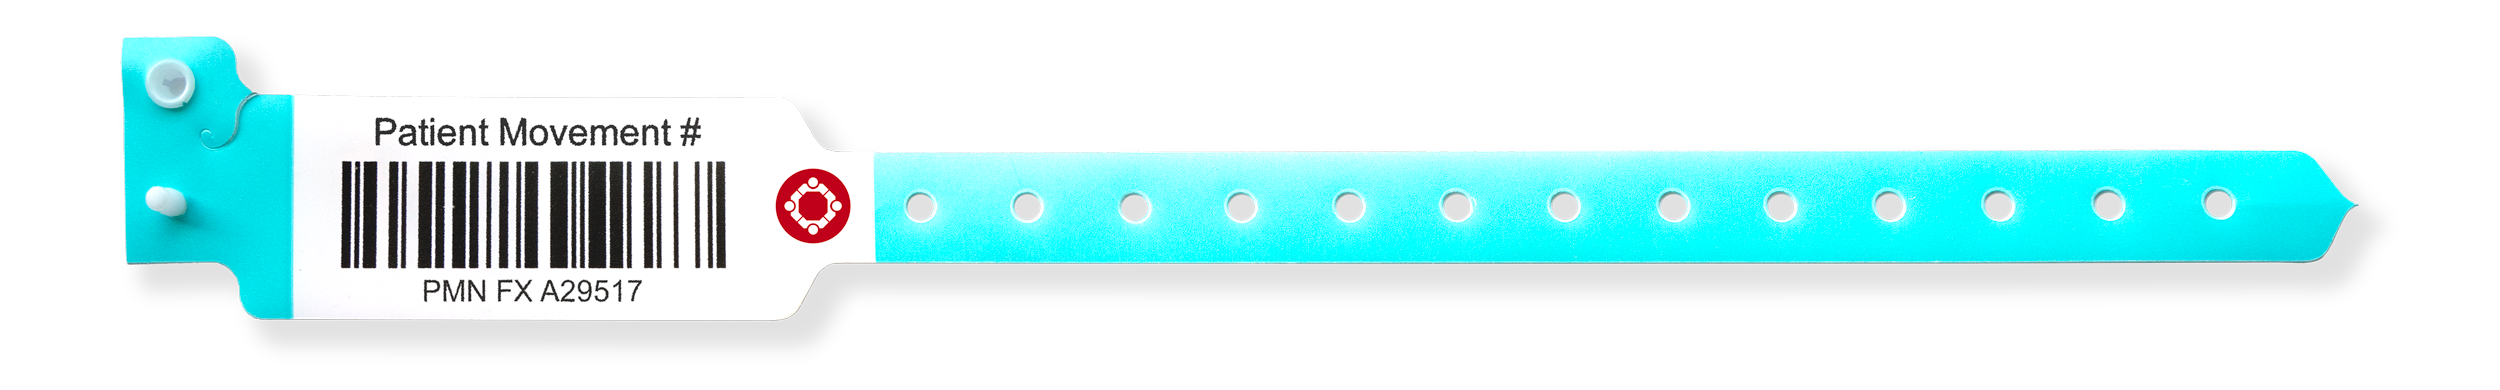 Patient Movement #
PMN FX A29517